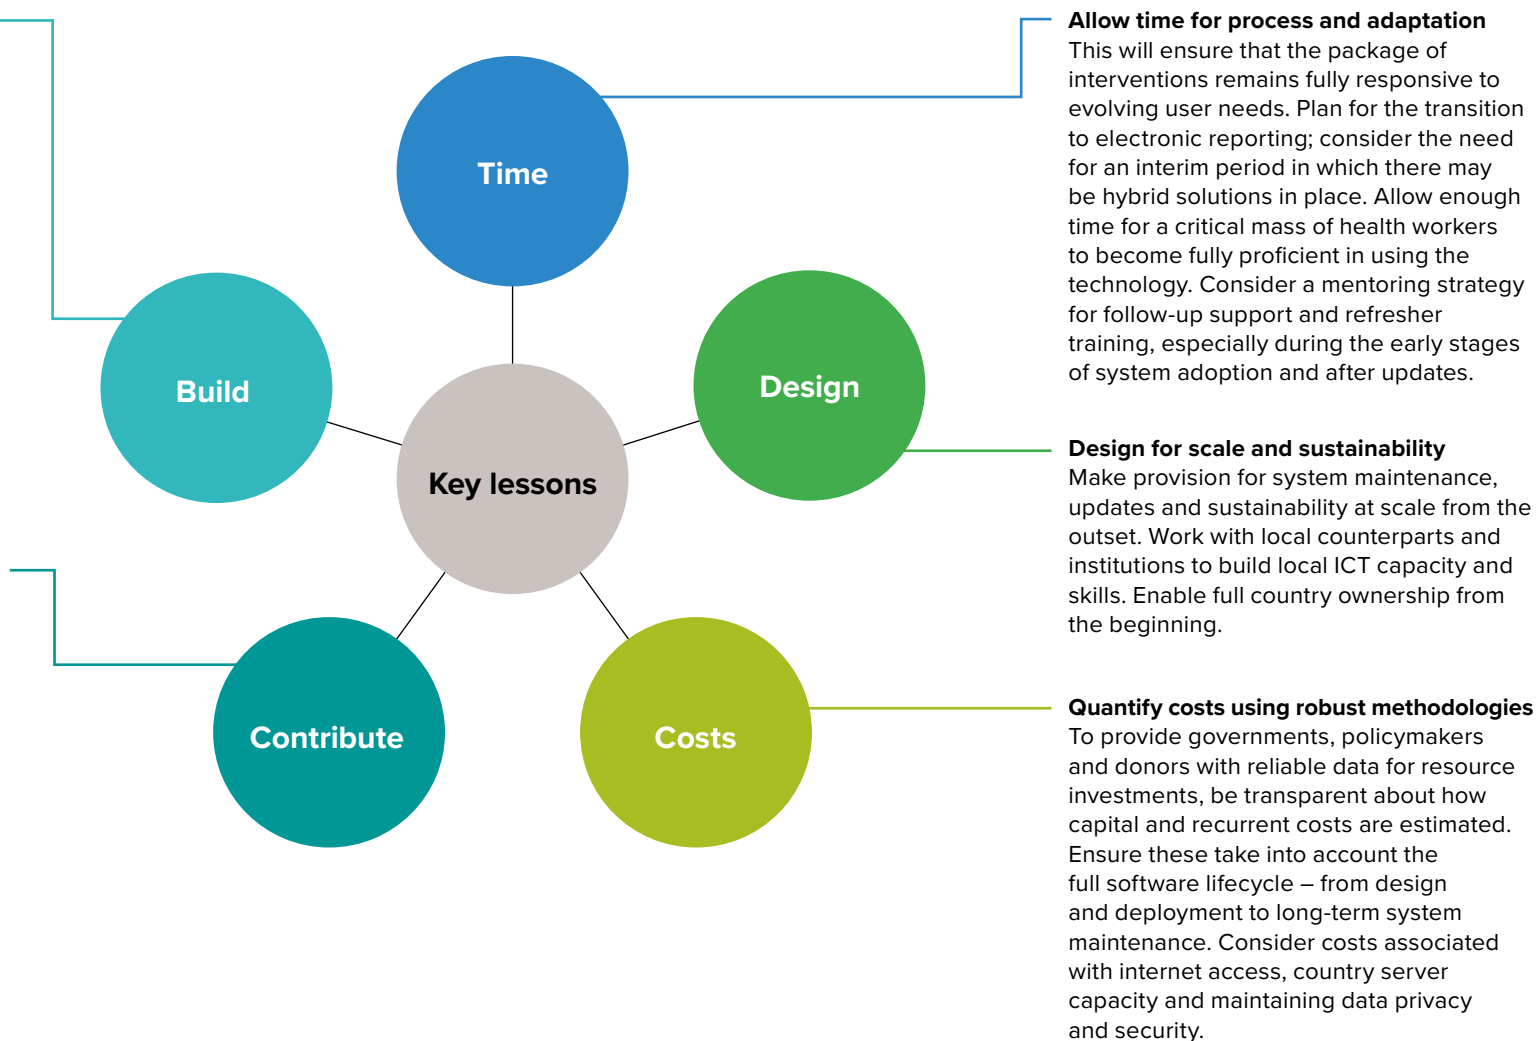 Time
Build
Design
Key lessons
Contribute
Costs
Allow time for process and adaptation
This will ensure that the package of
interventions remains fully responsive to
evolving user needs. Plan for the transition
to electronic reporting; consider the need
for an interim period in which there may
be hybrid solutions in place. Allow enough
time for a critical mass of health workers
to become fully proficient in using the
technology. Consider a mentoring strategy
for follow-up support and refresher
training, especially during the early stages
of system adoption and after updates.
Design for scale and sustainability
Make provision for system maintenance,
updates and sustainability at scale from the
outset. Work with local counterparts and
institutions to build local ICT capacity and
skills. Enable full country ownership from
the beginning.
Quantify costs using robust methodologies
To provide governments, policymakers
and donors with reliable data for resource
investments, be transparent about how
capital and recurrent costs are estimated.
Ensure these take into account the
full software lifecycle – from design
and deployment to long-term system
maintenance. Consider costs associated
with internet access, country server
capacity and maintaining data privacy
and security.